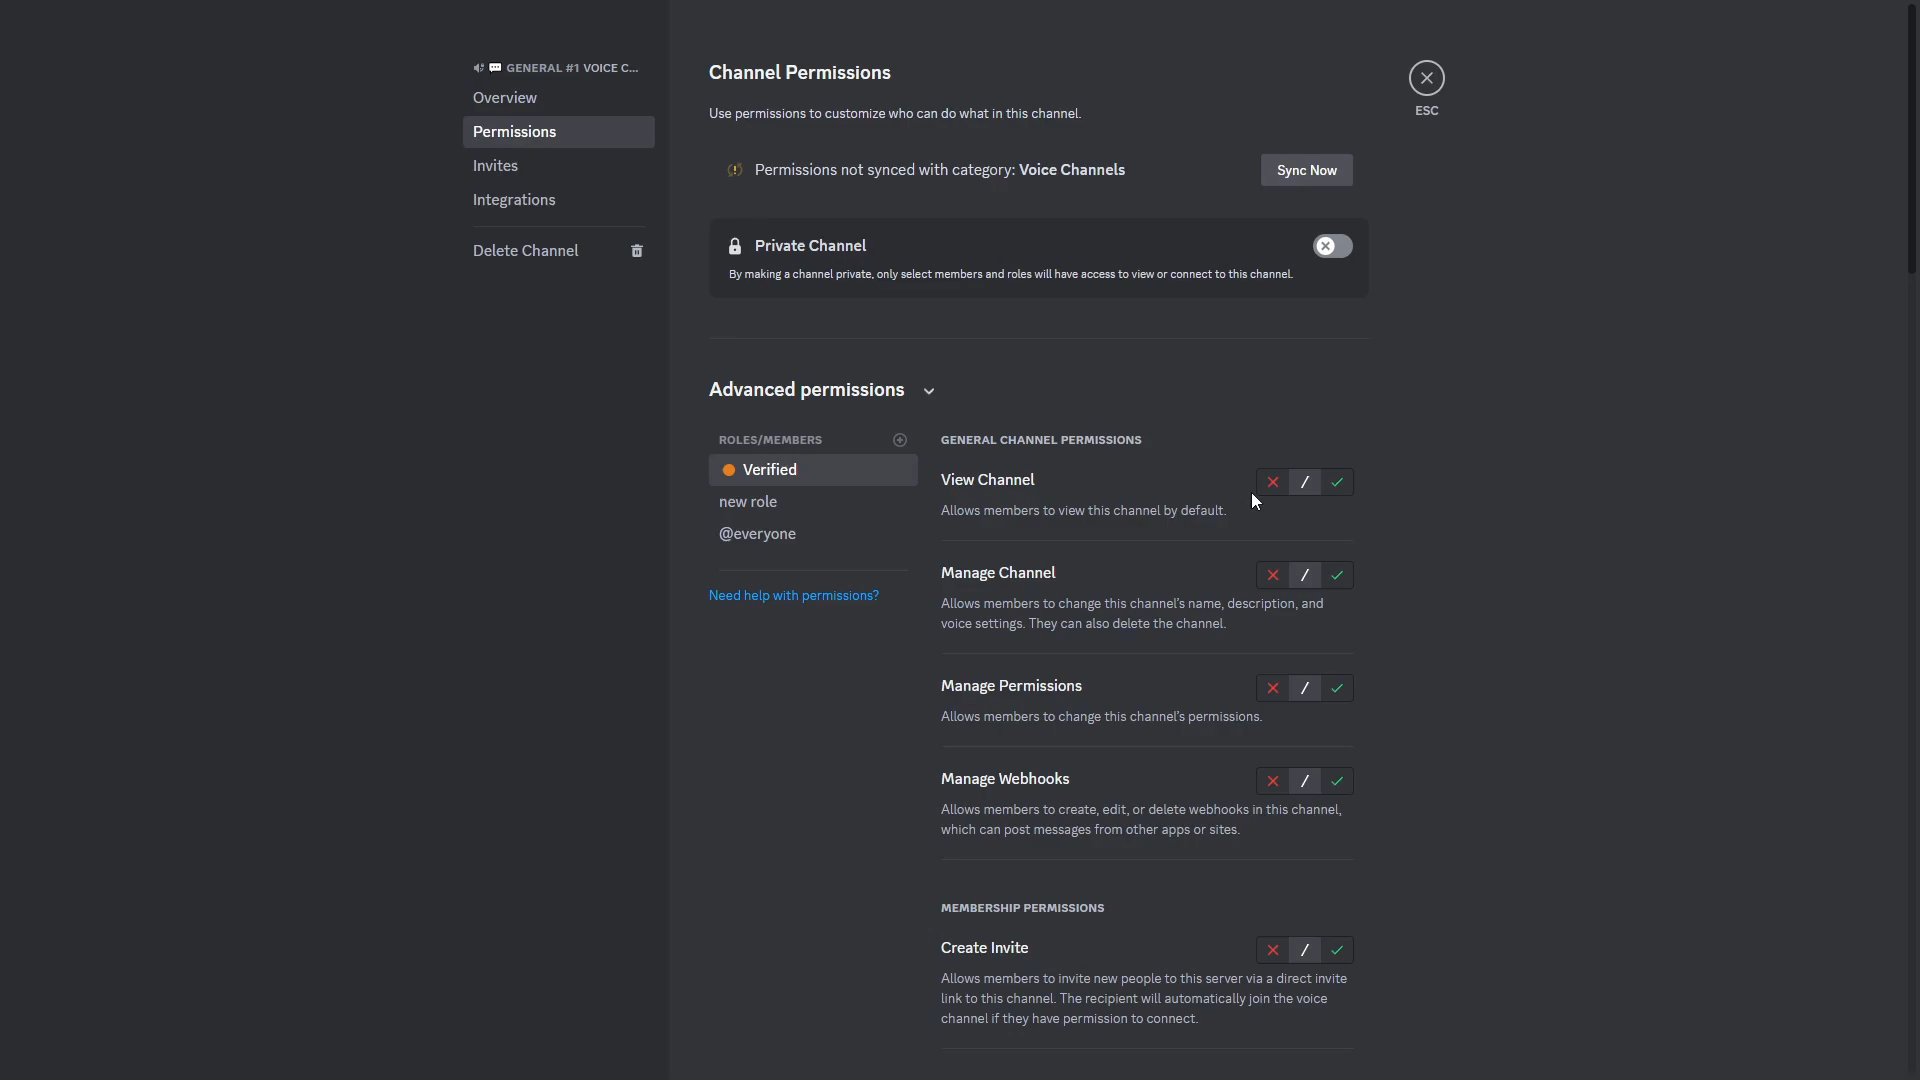 GENERAL #1 VOICE C...
Overview
Permissions
Invites
Integrations
Delete Channel
Channel Permissions
Use permissions to customize who can do what in this channel.
Permissions not synced with category: Voice Channels
Sync Now
Private Channel
By making a channel private, only select members and roles will have access to view or connect to this channel.
ESC
Advanced permissions
ROLES/MEMBERS
Verified
new role
@everyone
Need help with permissions?
GENERAL CHANNEL PERMISSIONS
View Channel
Allows members to view this channel by default.
Manage Channel
Allows members to change this channel's name, description, and
voice settings. They can also delete the channel.
Manage Permissions
Allows members to change this channel's permissions.
Manage Webhooks
Allows members to create, edit, or delete webhooks in this channel,
which can post messages from other apps or sites.
MEMBERSHIP PERMISSIONS
Create Invite
Allows members to invite new people to this server via a direct invite
link to this channel. The recipient will automatically join the voice
channel if they have permission to connect.